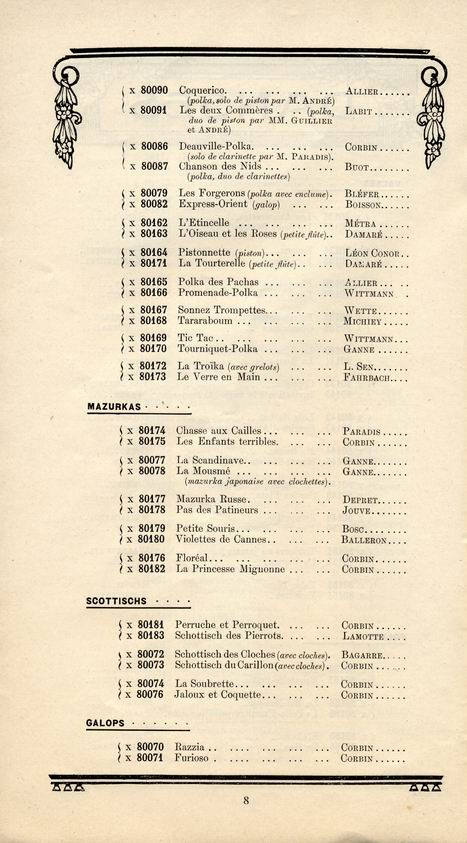 x 80090 Coquerico. ... ... ... ... Allier......
(polka, solo de piston par M. André)
x 80091 Les deux Commères . .. (polka, Labit......
duo de piston par MM. Guillier
et André)
x 80086 Deauville-Polka. ... ... ... Corbin......
(solo de clarinette par M. Paradis).
x 80087 Chanson des Nids ... ... ... Buot........
(polka, duo de clarinettes)
x 80079 Les Forgerons (polka avec enclume). Bléfer.....
x 80082 Express-Orient (galop) ... ... Boisson.....
x 80162 L'Etincelle ... ... ... ... Métra .....
x 80163 L'Oiseau et les Roses (petite flûte).. Damaré ....
x 80164 Pistonnette (piston)... ... ... Léon Conor..
x 80171 La Tourterelle (petite flûte).. ... Damaré ....
x 80165 Polka des Pachas ... ... ... Allier...
x 80166 Promenade-Polka ... ... ... Wittmann .
x 80167 Sonnez Trompettes... ... ... Wette.....
x 80168 Tararaboum ... ... ... ... Michiey.....
x 80169 Tic Tac.. ... ... ... ... Wittmann...
x 80170 Tourniquet-Polka ... ... ... Ganne ......
x 80172 La Troïka (avec grelots) ... ... L. Sen......
x 80173 Le Verre en Main ... ... ... Fahrbach....
MAZURKAS . . . . .
x 80174 Chasse aux Cailles... ... ... Paradis .....
x 80175 Les Enfants terribles. ... ... Corbin .....
x 80077 La Scandinave.. ... ... ... Ganne......
x 80078 La Mousmé ... ... ... ... Ganne......
(mazurka japonaise avec clochettes).
x 80177 Mazurka Russe. ... ... ... Depret......
x 80178 Pas des Patineurs ... ... ... Jouve.......
x 80179 Petite Souris... ... ... ... Bosc........
x 80180 Violettes de Cannes.. ... ... Balleron....
x 80176 Floréal... ... ... ... ... Corbin ......
x 80182 La Princesse Mignonne ... ... Corbin ......
SCOTTISCHS . . . .
x 80181 Perruche et Perroquet. ... ... Corbin ......
x 80183 Schottisch des Pierrots. ... ... Lamotte ....
x 80072 Schottisch des Cloches (avec cloches). Bagarre.....
x 80073 Schottisch du Carillon (avec cloches). Corbin ......
x 80074 La Soubrette... ... ... ... Corbin ......
x 80076 Jaloux et Coquette... ... ... Corbin ......
GALOPS . . . . . .
x 80070 Razzia .. .... ... ... ... Corbin ......
x 80071 Furioso . .... ... ... ... Corbin ......
8